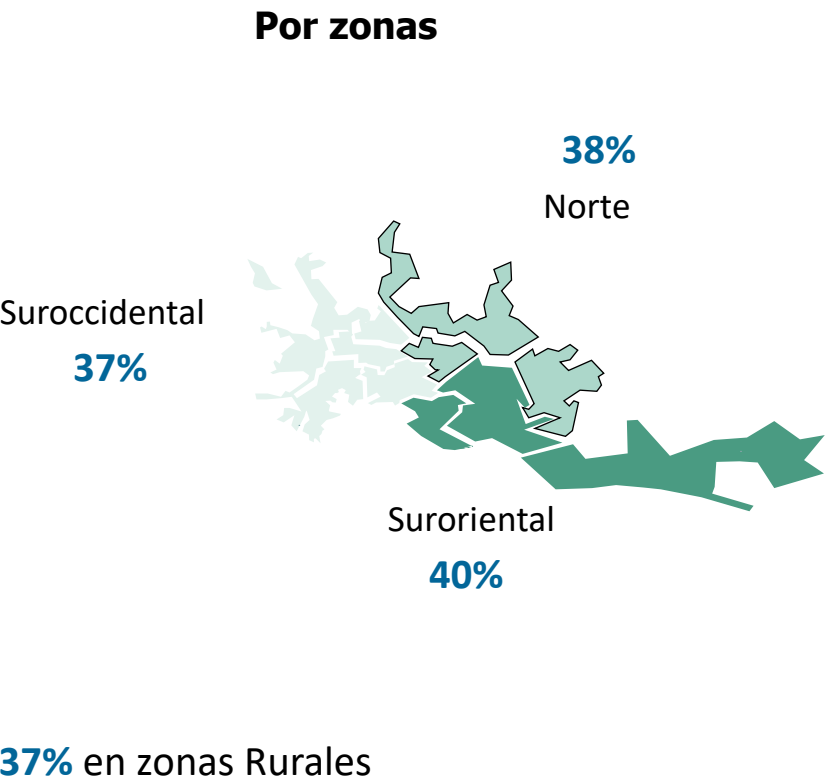 Por zonas
38%
Norte
Suroccidental
37%
Suroriental
40%
37% en zonas Rurales